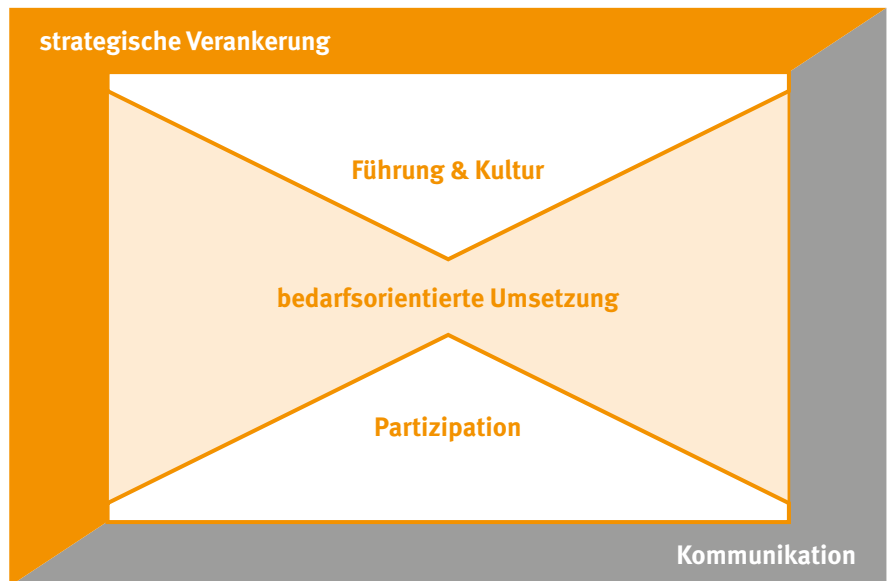 strategische Verankerung
Führung & Kultur
bedarfsorientierte Umsetzung
Partizipation
Kommunikation